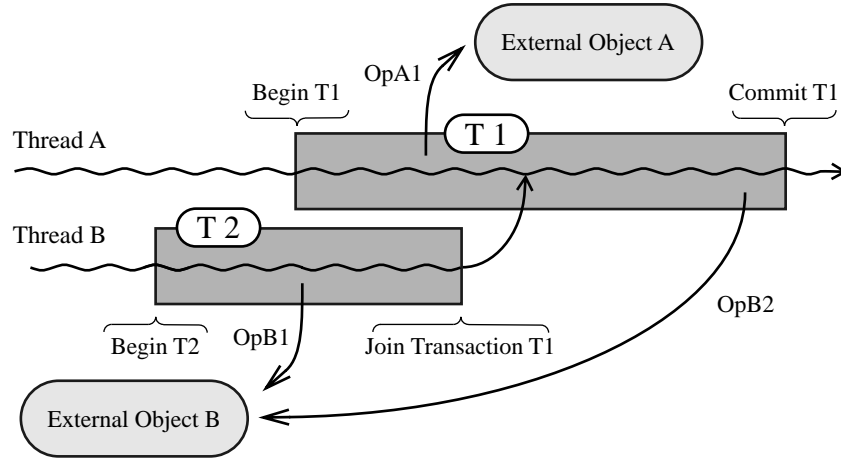 External Object A
OpA1
Begin T1
Commit T1
T 1
Thread A
T 2
Thread B
OpB2
OpB1
Begin T2
Join Transaction T1
External Object B